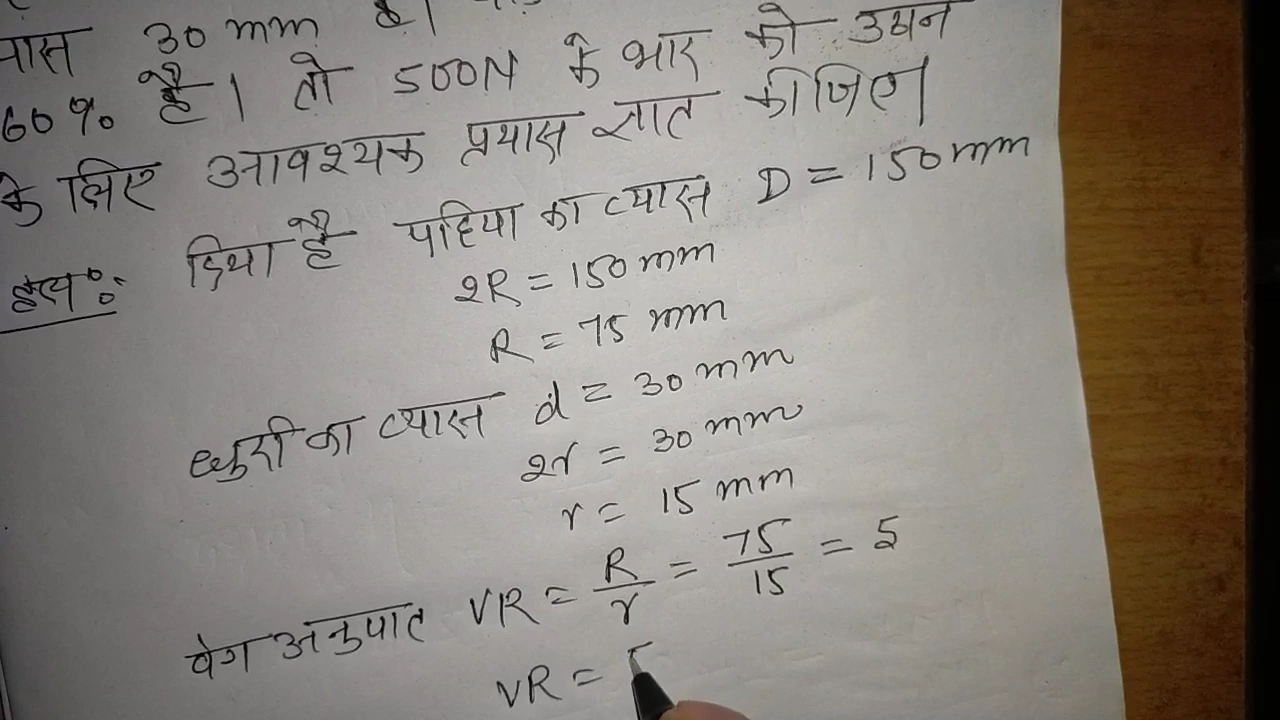 व्यास 30 mm है।
60% है। तो 500N के भार को उठाने
के लिए आवश्यक प्रयास ज्ञात कीजिए।
हल: दिया है पहिया का व्यास D = 150 mm
2R = 150 mm
R = 75 mm
धुरी का व्यास d = 30 mm
2r = 30 mm
r = 15 mm
वेग अनुपात VR = R/r = 75/15 = 5
VR =